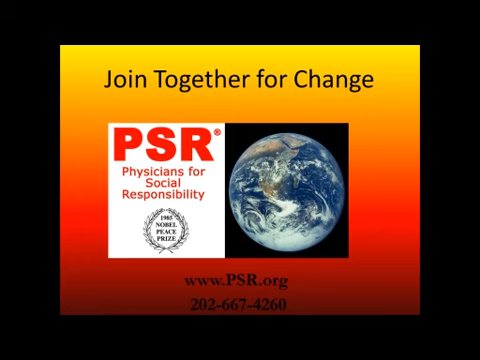 Join Together for Change
PSR®
Physicians for
Social
Responsibility
1985
NOBEL
PEACE
PRIZE
www.PSR.org
202-667-4260